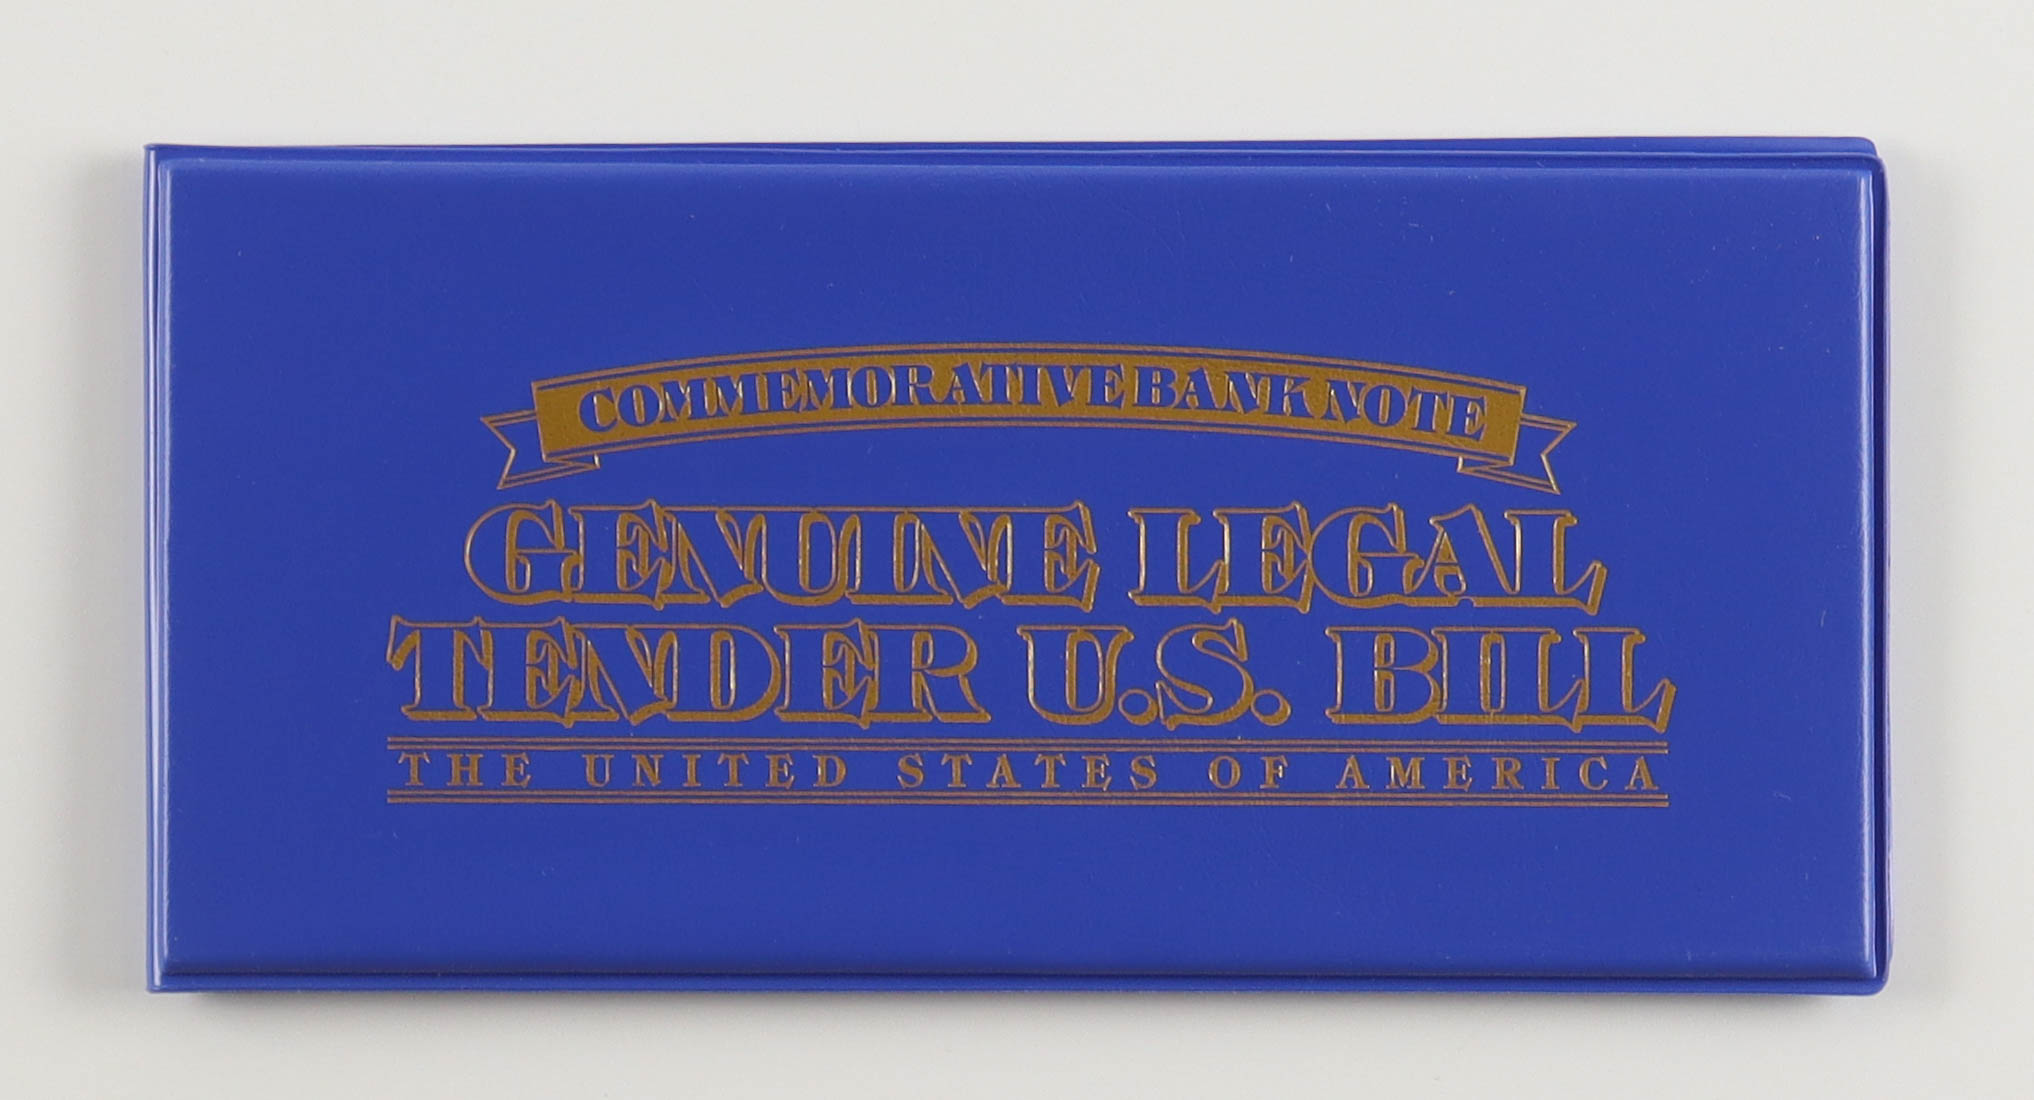 COMMEMORATIVE BANK NOTE
GENUINE LEGAL
TENDER U.S. BILL
THE UNITED STATES OF AMERICA